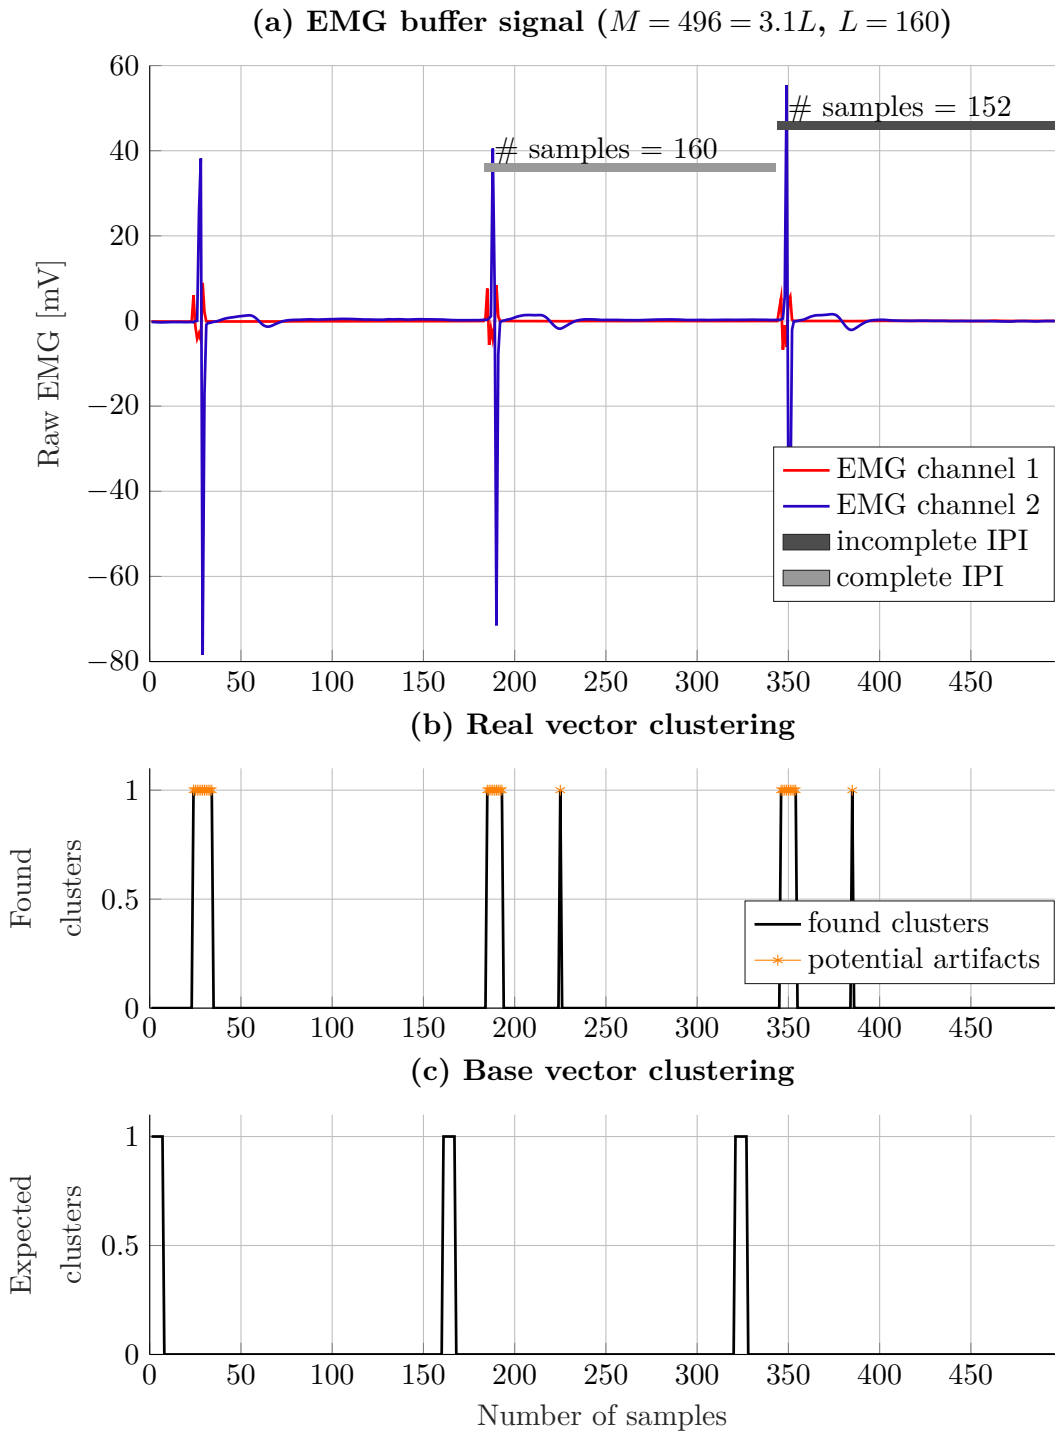 (a) EMG buffer signal (M = 496 = 3.1L, L = 160)
60
40
20
0
−20
−40
−60
−80
Raw EMG [mV]
# samples = 152
# samples = 160
EMG channel 1
EMG channel 2
incomplete IPI
complete IPI
0 50 100 150 200 250 300 350 400 450
(b) Real vector clustering
1
0.5
0
Found
clusters
found clusters
potential artifacts
0 50 100 150 200 250 300 350 400 450
(c) Base vector clustering
1
0.5
0
Expected
clusters
0 50 100 150 200 250 300 350 400 450
Number of samples